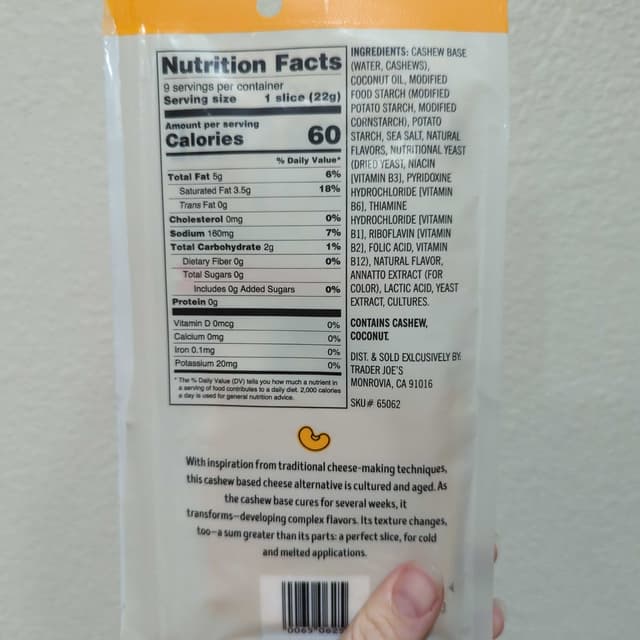 Nutrition Facts
9 servings per container
Serving size 1 slice (22g)
Amount per serving
Calories 60
% Daily Value*
Total Fat 5g 6%
Saturated Fat 3.5g 18%
Trans Fat 0g
Cholesterol 0mg 0%
Sodium 160mg 7%
Total Carbohydrate 2g 1%
Dietary Fiber 0g 0%
Total Sugars 0g
Includes 0g Added Sugars 0%
Protein 0g
Vitamin D 0mcg 0%
Calcium 0mg 0%
Iron 0.1mg 0%
Potassium 20mg 0%
* The % Daily Value (DV) tells you how much a nutrient in
a serving of food contributes to a daily diet. 2,000 calories
a day is used for general nutrition advice.
INGREDIENTS: CASHEW BASE
(WATER, CASHEWS),
COCONUT OIL, MODIFIED
FOOD STARCH (MODIFIED
POTATO STARCH, MODIFIED
CORNSTARCH), POTATO
STARCH, SEA SALT, NATURAL
FLAVORS, NUTRITIONAL YEAST
(DRIED YEAST, NIACIN
[VITAMIN B3], PYRIDOXINE
HYDROCHLORIDE [VITAMIN
B6], THIAMINE
HYDROCHLORIDE [VITAMIN
B1], RIBOFLAVIN [VITAMIN
B2], FOLIC ACID, VITAMIN
B12), NATURAL FLAVOR,
ANNATTO EXTRACT (FOR
COLOR), LACTIC ACID, YEAST
EXTRACT, CULTURES.
CONTAINS CASHEW,
COCONUT.
DIST. & SOLD EXLCUSIVELY BY:
TRADER JOE'S
MONROVIA, CA 91016
SKU# 65062
With inspiration from traditional cheese-making techniques,
this cashew based cheese alternative is cultured and aged. As
the cashew base cures for several weeks, it
transforms—developing complex flavors. Its texture changes,
too—a sum greater than its parts: a perfect slice, for cold
and melted applications.